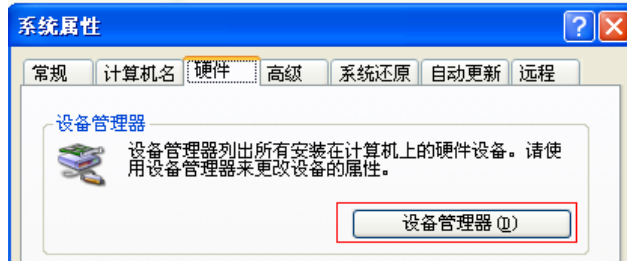 系统属性
常规 计算机名 硬件 高级 系统还原 自动更新 远程
设备管理器
设备管理器列出所有安装在计算机上的硬件设备。请使
用设备管理器来更改设备的属性。
设备管理器(D)